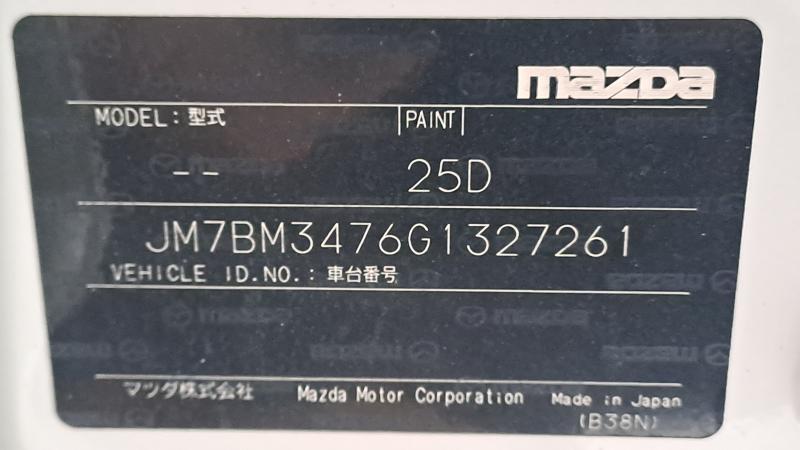 mazda
MODEL : 型式 PAINT
-- 25D
JM7BM3476G1327261
VEHICLE ID.NO. : 車台番号
マツダ株式会社 Mazda Motor Corporation Made in Japan
(B38N)